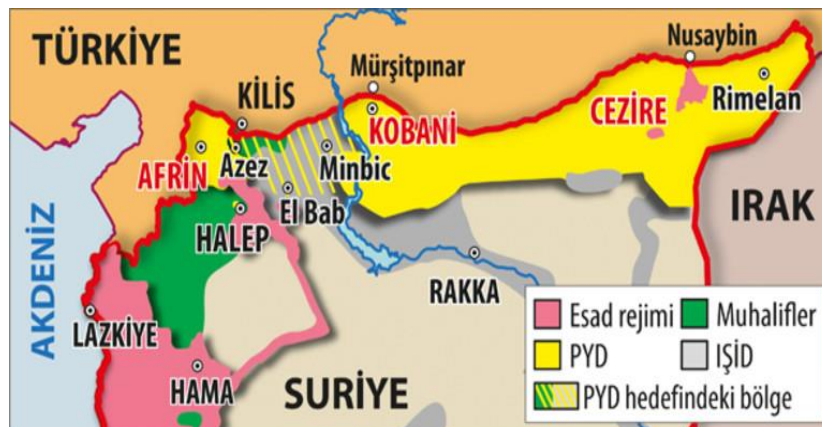 TÜRKİYE
Nusaybin
Mürşitpınar
KİLİS
Rimelan
CEZİRE
KOBANİ
Azez
Minbic
AFRİN
El Bab
IRAK
HALEP
AKDENİZ
RAKKA
LAZKİYE
HAMA
SURİYE
Esad rejimi
Muhalifler
PYD
IŞİD
PYD hedefindeki bölge